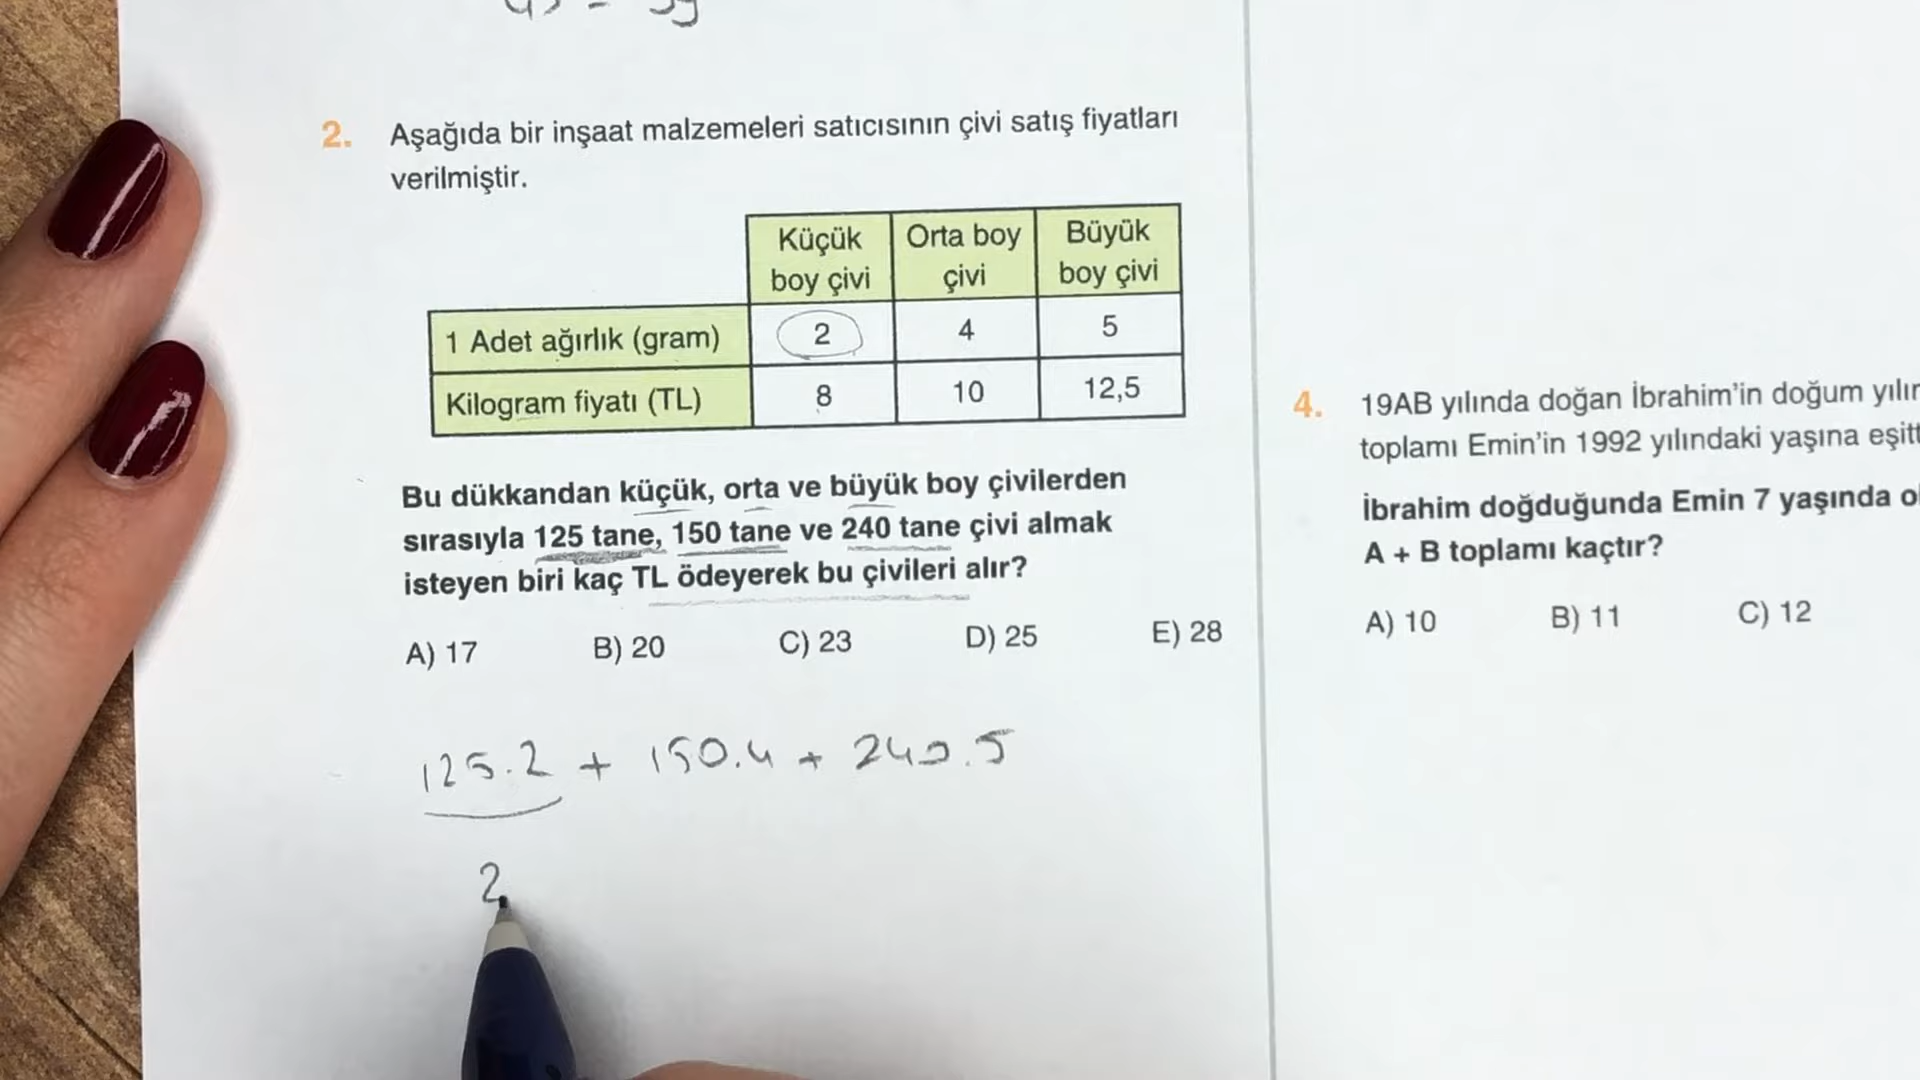 2. Aşağıda bir inşaat malzemeleri satıcısının çivi satış fiyatları
verilmiştir.
Küçük boy çivi Orta boy çivi Büyük boy çivi
1 Adet ağırlık (gram) 2 4 5
Kilogram fiyatı (TL) 8 10 12,5
Bu dükkandan küçük, orta ve büyük boy çivilerden
sırasıyla 125 tane, 150 tane ve 240 tane çivi almak
isteyen biri kaç TL ödeyerek bu çivileri alır?
A) 17 B) 20 C) 23 D) 25 E) 28
125.2 + 150.4 + 240.5
2
4. 19AB yılında doğan İbrahim'in doğum
toplamı Emin'in 1992 yılındaki yaşına
İbrahim doğduğunda Emin 7 yaşında
A + B toplamı kaçtır?
A) 10 B) 11 C) 12